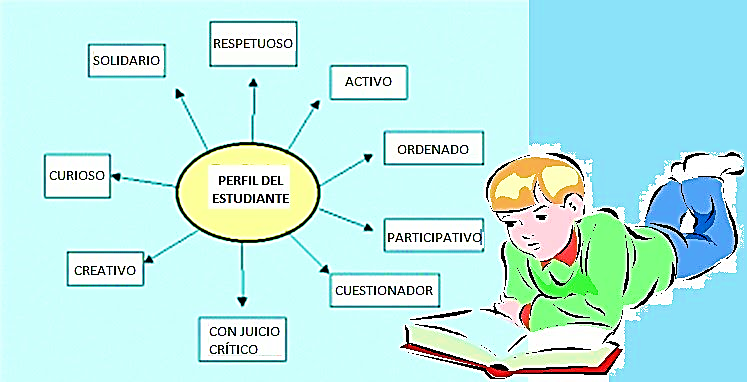 RESPETUOSO
SOLIDARIO
ACTIVO
ORDENADO
CURIOSO
PERFIL DEL
ESTUDIANTE
PARTICIPATIVO
CREATIVO
CUESTIONADOR
CON JUICIO
CRÍTICO